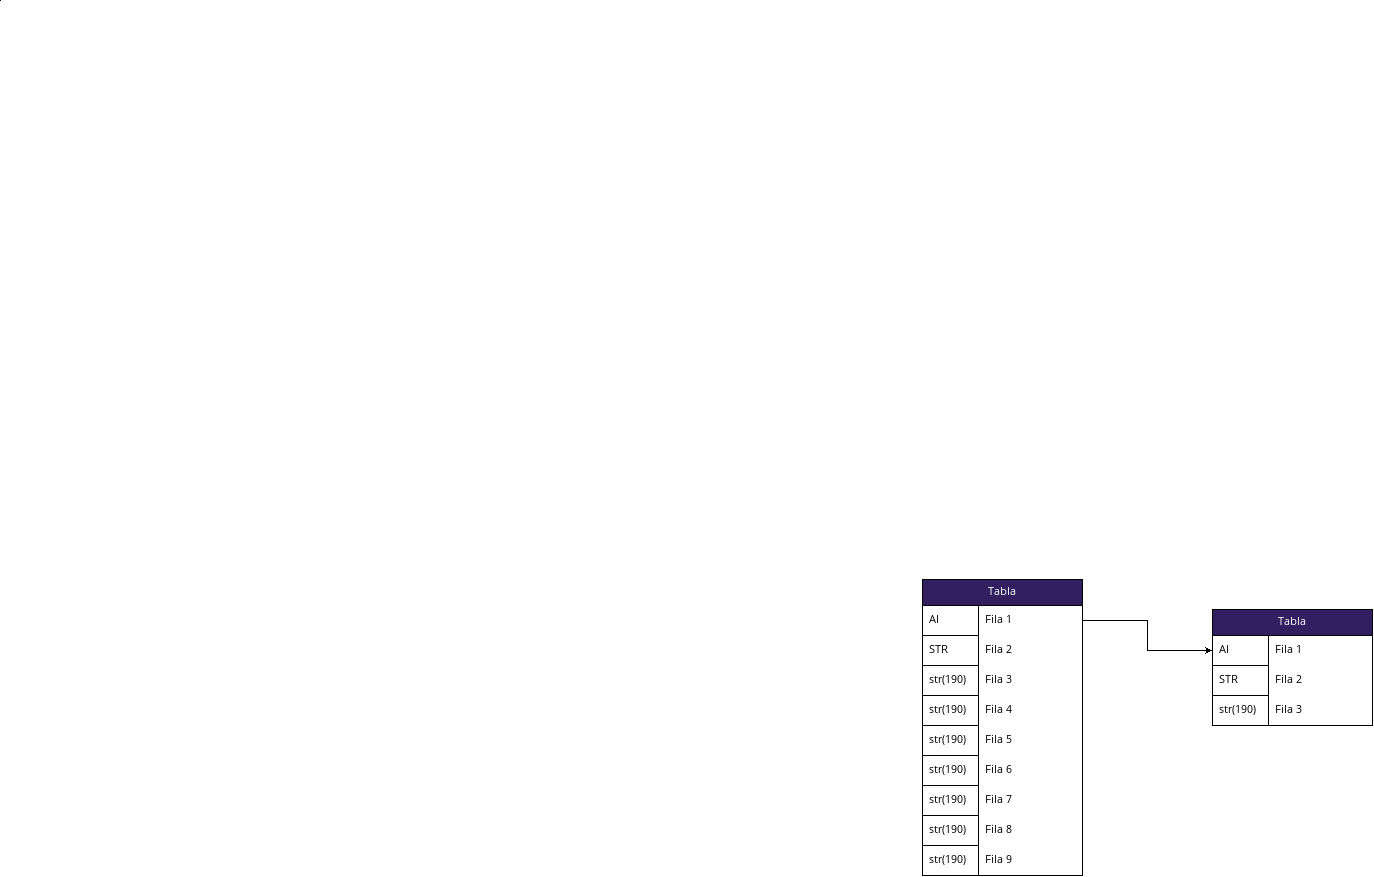 Tabla
AI Fila 1
STR Fila 2
str(190) Fila 3
str(190) Fila 4
str(190) Fila 5
str(190) Fila 6
str(190) Fila 7
str(190) Fila 8
str(190) Fila 9
Tabla
AI Fila 1
STR Fila 2
str(190) Fila 3